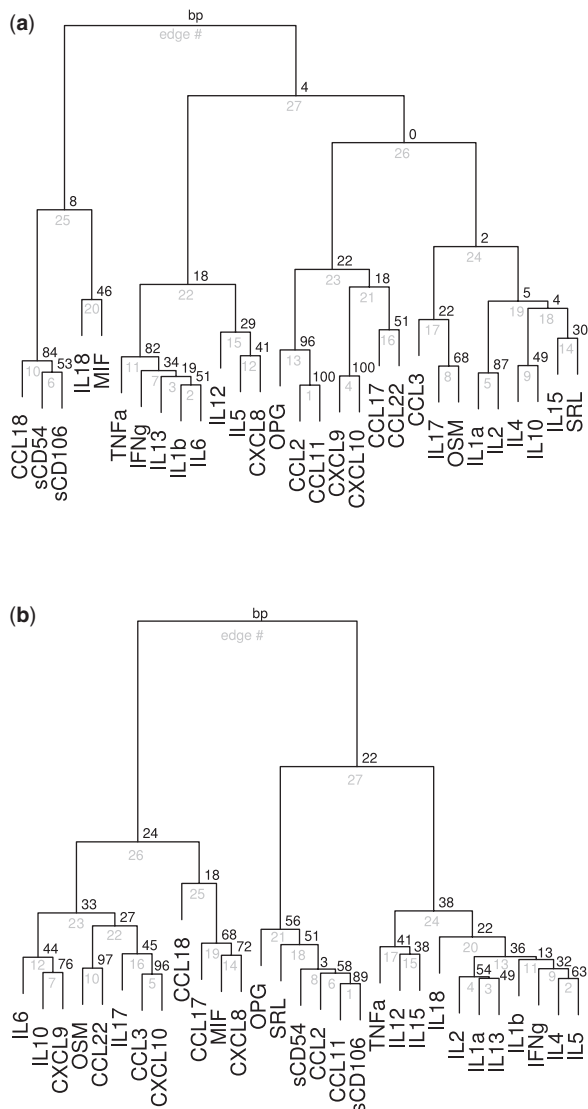 (a)
bp
edge #
4
27
0
26
8
25
2
24
22
23
18
22
18
21
46
20
5
19
4
18
22
17
51
16
29
15
30
14
96
13
41
12
82
11
84
10
49
9
68
8
34
7
53
6
87
5
100
4
19
3
51
2
100
1
CCL18
sCD54
sCD106
IL18
MIF
TNFa
IFNg
IL13
IL1b
IL6
IL12
IL5
CXCL8
OPG
CCL2
CCL11
CXCL9
CXCL10
CCL17
CCL22
CCL3
IL17
OSM
IL1a
IL2
IL4
IL10
IL15
SRL
(b)
bp
edge #
22
27
24
26
18
25
38
24
33
23
27
22
56
21
22
20
68
19
51
18
41
17
45
16
38
15
72
14
36
13
44
12
13
11
97
10
32
9
3
8
76
7
58
6
96
5
54
4
49
3
63
2
89
1
IL6
IL10
CXCL9
OSM
CCL22
IL17
CCL3
CXCL10
CCL18
CCL17
MIF
CXCL8
OPG
SRL
sCD54
CCL2
CCL11
sCD106
TNFa
IL12
IL15
IL18
IL2
IL1a
IL13
IL1b
IFNg
IL4
IL5